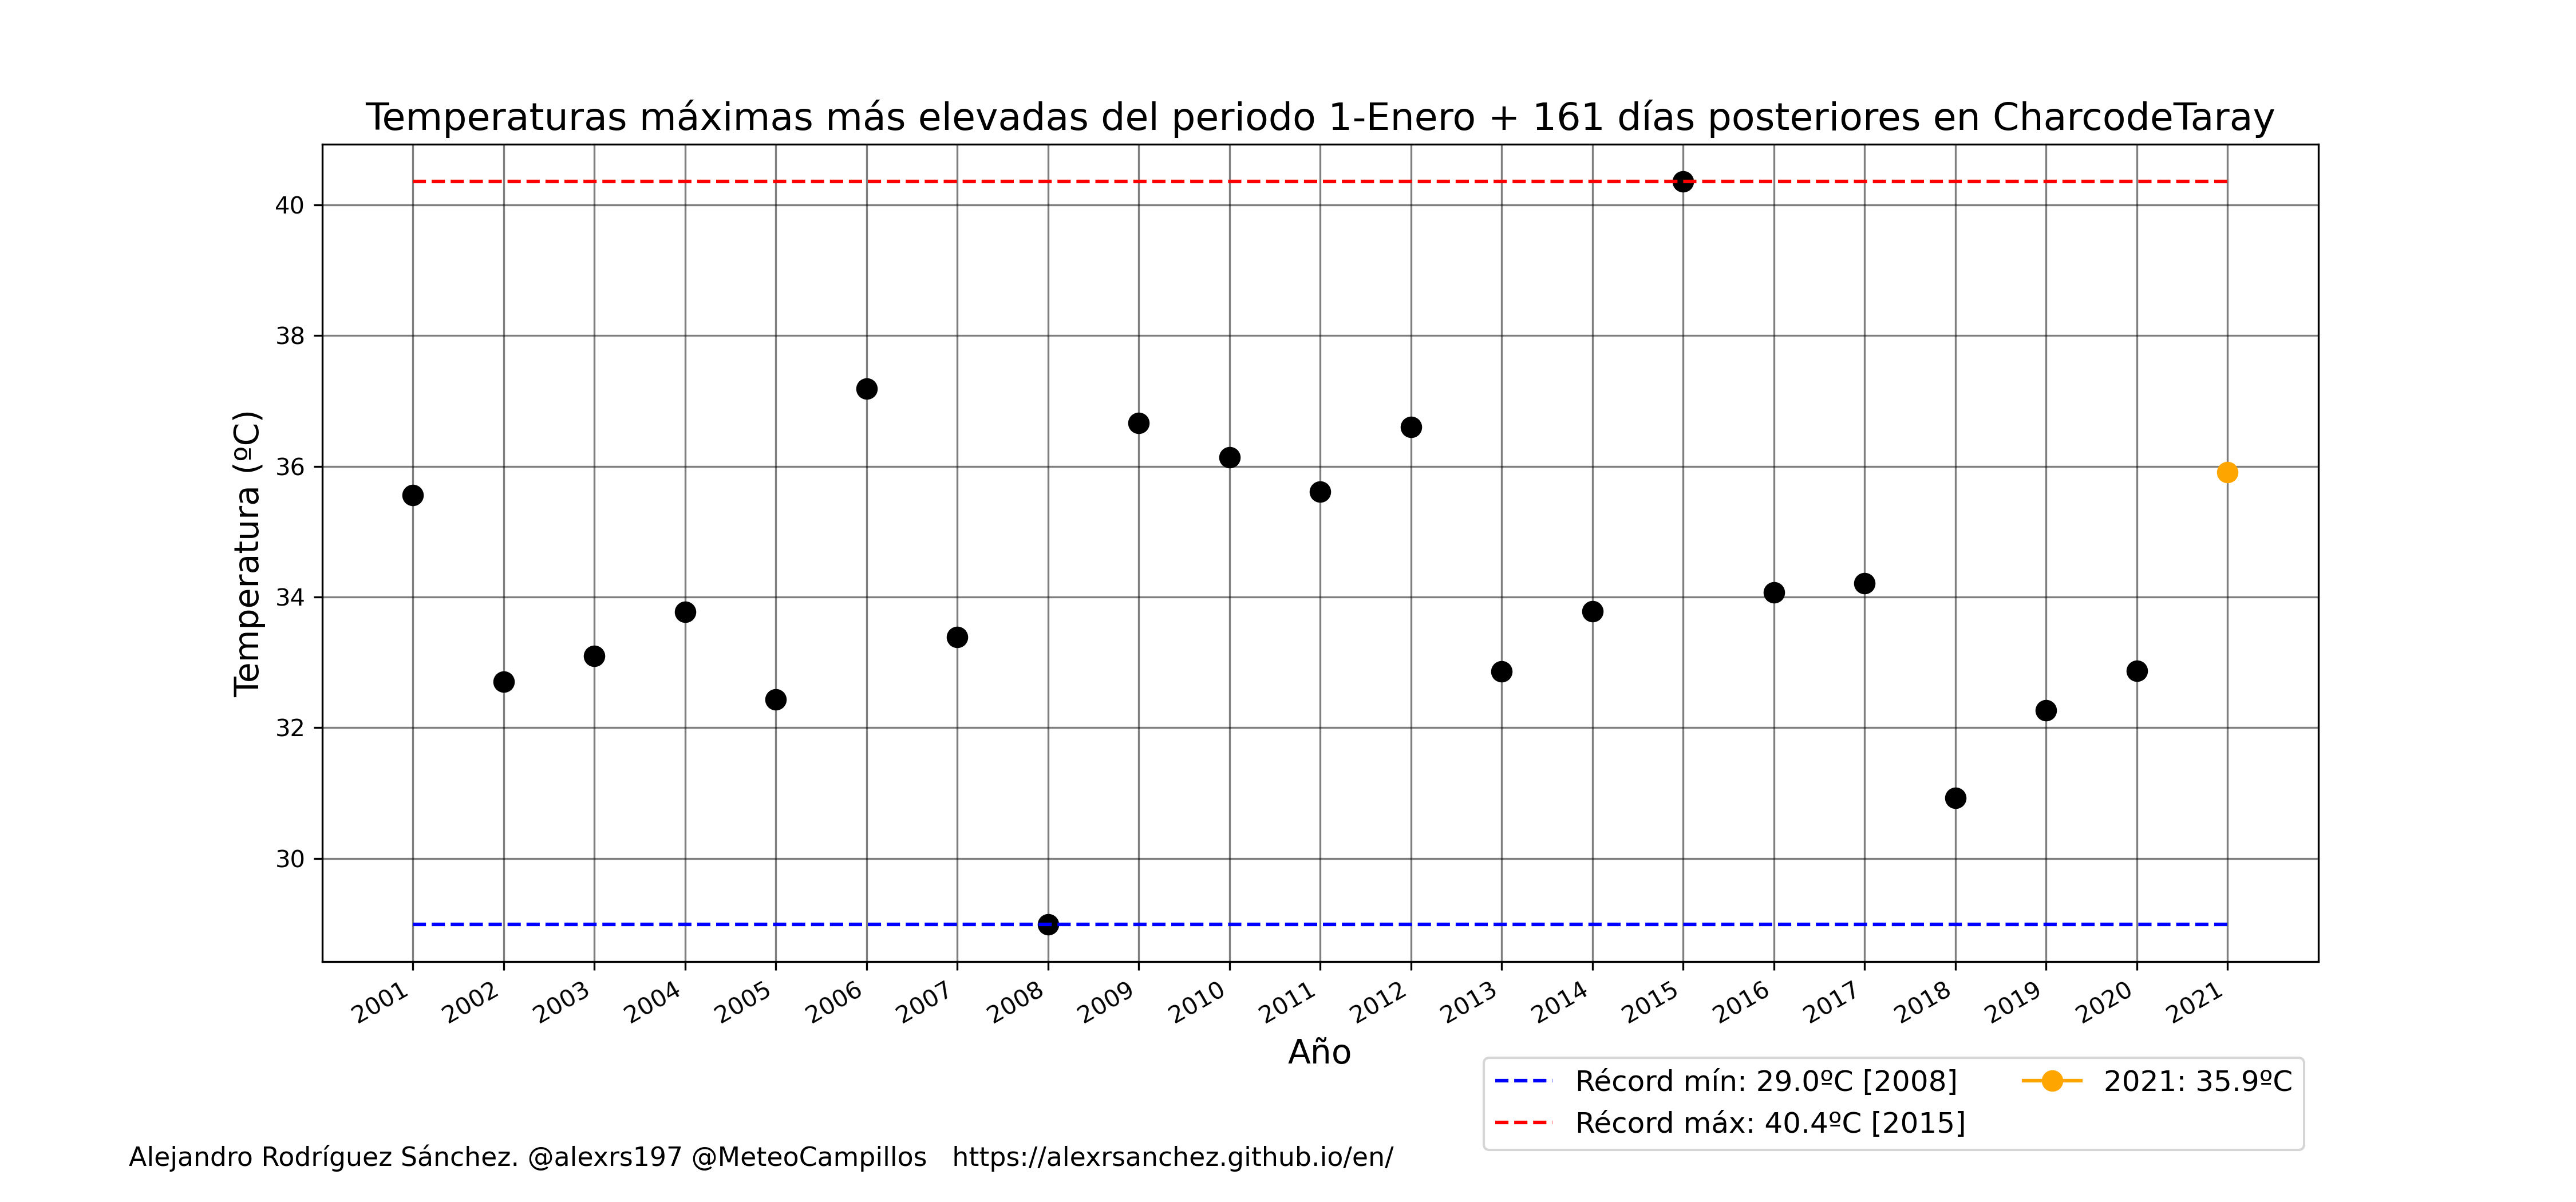 Temperaturas máximas más elevadas del periodo 1-Enero + 161 días posteriores en CharcodeTaray
Temperatura (ºC)
40
38
36
34
32
30
2001 2002 2003 2004 2005 2006 2007 2008 2009 2010 2011 2012 2013 2014 2015 2016 2017 2018 2019 2020 2021
Año
Récord mín: 29.0ºC [2008]
Récord máx: 40.4ºC [2015]
2021: 35.9ºC
Alejandro Rodríguez Sánchez. @alexrs197 @MeteoCampillos https://alexrsanchez.github.io/en/